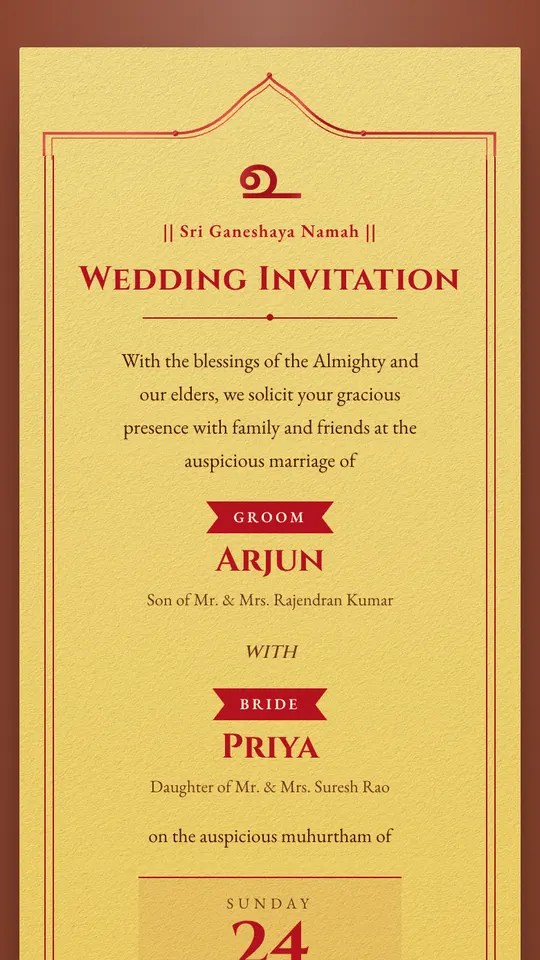 உ
|| Sri Ganeshaya Namah ||
Wedding Invitation
With the blessings of the Almighty and
our elders, we solicit your gracious
presence with family and friends at the
auspicious marriage of
GROOM
Arjun
Son of Mr. & Mrs. Rajendran Kumar
WITH
BRIDE
Priya
Daughter of Mr. & Mrs. Suresh Rao
on the auspicious muhurtham of
SUNDAY
24